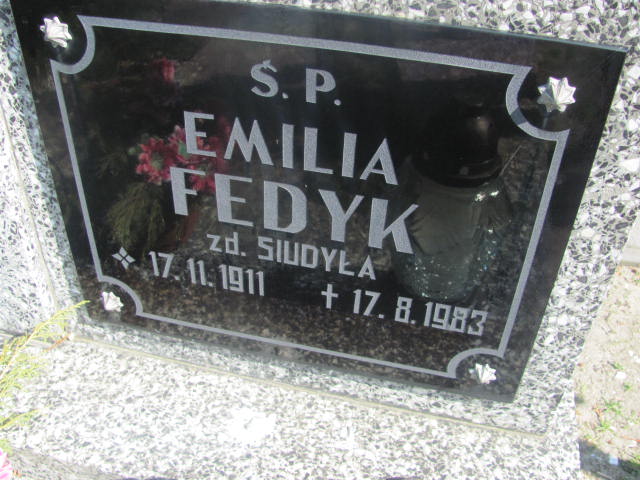 Ś. P.
EMILIA
FEDYK
zd. SIUDYŁA
17. 11. 1911 † 17. 8. 1983